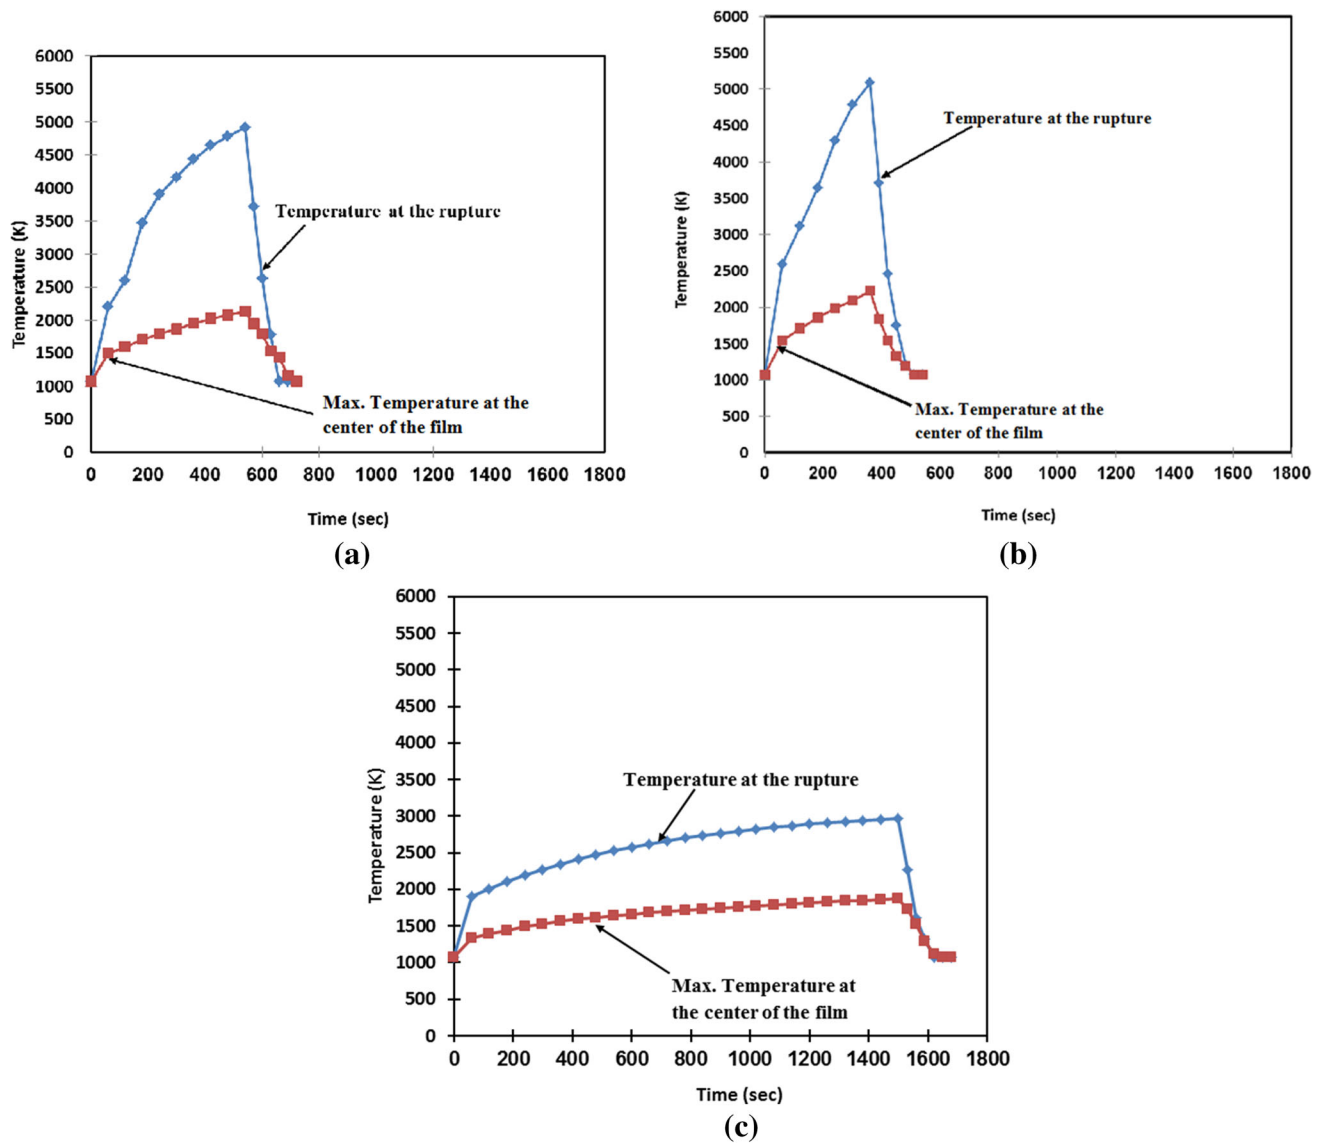 6000
5500
5000
4500
4000
3500
3000
2500
2000
1500
1000
500
0
Temperature (K)
Temperature at the rupture
Max. Temperature at the
center of the film
0 200 400 600 800 1000 1200 1400 1600 1800
Time (sec)
(a)
6000
5500
5000
4500
4000
3500
3000
2500
2000
1500
1000
500
0
Temperature (K)
Temperature at the rupture
Max. Temperature at the
center of the film
0 200 400 600 800 1000 1200 1400 1600 1800
Time (sec)
(b)
6000
5500
5000
4500
4000
3500
3000
2500
2000
1500
1000
500
0
Temperature (K)
Temperature at the rupture
Max. Temperature at
the center of the film
0 200 400 600 800 1000 1200 1400 1600 1800
Time (sec)
(c)